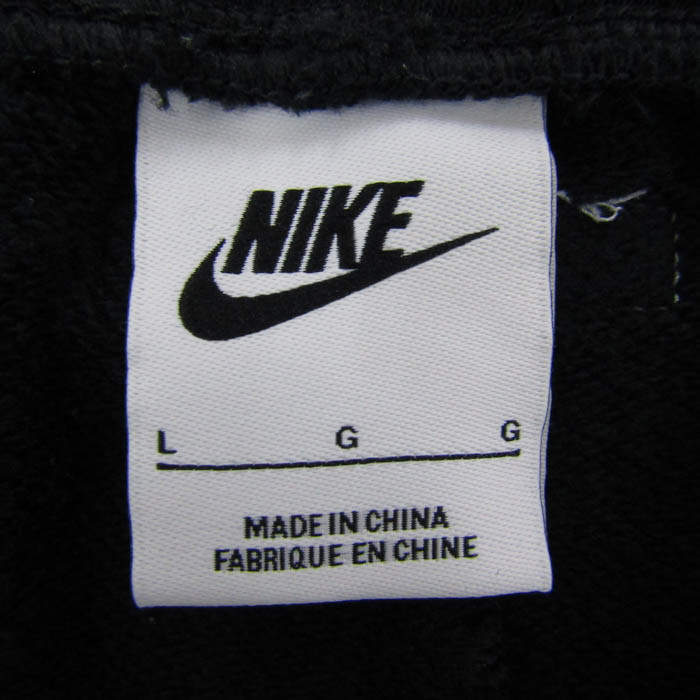 NIKE
L G G
MADE IN CHINA
FABRIQUE EN CHINE